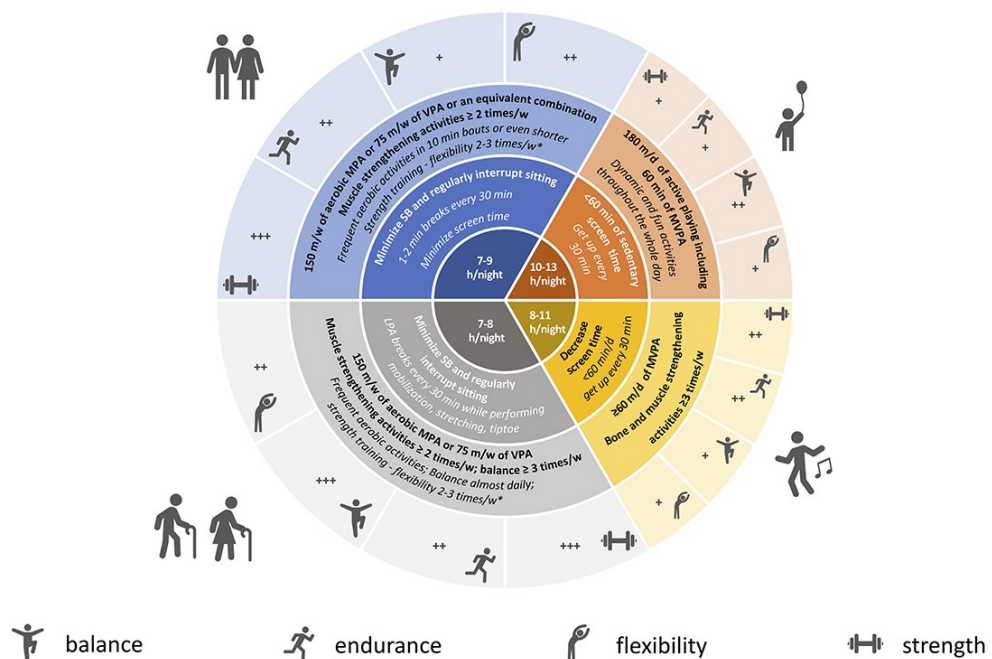 ++
+
++
+++
150 m/w of aerobic MPA or 75 m/w of VPA or an equivalent combination
Muscle strengthening activities ≥ 2 times/w
Frequent aerobic activities in 10 min bouts or even shorter
Strength training - flexibility 2-3 times/w*
Minimize SB and regularly interrupt sitting
1-2 min breaks every 30 min
Minimize screen time
7-9
h/night
+
+
++
+
180 m/d of active playing including
60 min of MVPA
Dynamic and fun activities
throughout the whole day
<60 min of sedentary
screen time
Get up every
30 min
10-13
h/night
7-8
h/night
Minimize SB and regularly
interrupt sitting
LPA breaks every 30 min while performing
mobilization, stretching, tiptoe
150 m/w of aerobic MPA or 75 m/w of VPA
Muscle strengthening activities ≥ 2 times/w; balance ≥ 3 times/w
Frequent aerobic activities; Balance almost daily;
strength training - flexibility 2-3 times/w*
++
+++
++
+++
8-11
h/night
Decrease
screen time
<60 min/d
get up every 30 min
≥60 m/d of MVPA
Bone and muscle strengthening
activities ≥3 times/w
++
++
+
+
balance
endurance
flexibility
strength